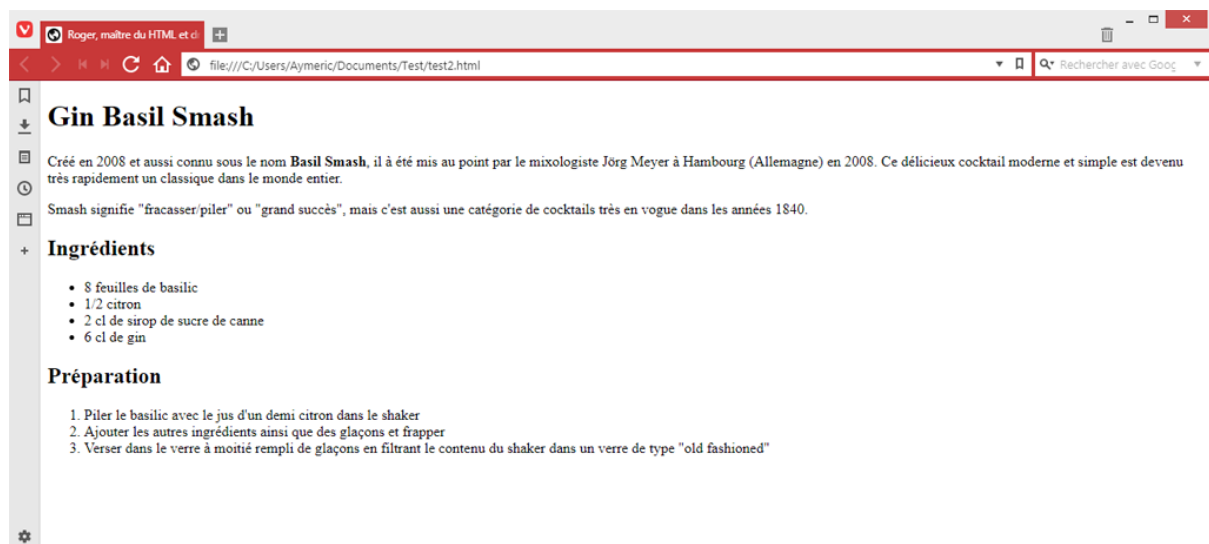 Roger, maître du HTML et d
file:///C:/Users/Aymeric/Documents/Test/test2.html
Rechercher avec Goog
Gin Basil Smash
Créé en 2008 et aussi connu sous le nom Basil Smash, il à été mis au point par le mixologiste Jörg Meyer à Hambourg (Allemagne) en 2008. Ce délicieux cocktail moderne et simple est devenu
très rapidement un classique dans le monde entier.
Smash signifie "fracasser/piler" ou "grand succès", mais c'est aussi une catégorie de cocktails très en vogue dans les années 1840.
Ingrédients
• 8 feuilles de basilic
• 1/2 citron
• 2 cl de sirop de sucre de canne
• 6 cl de gin
Préparation
1. Piler le basilic avec le jus d'un demi citron dans le shaker
2. Ajouter les autres ingrédients ainsi que des glaçons et frapper
3. Verser dans le verre à moitié rempli de glaçons en filtrant le contenu du shaker dans un verre de type "old fashioned"